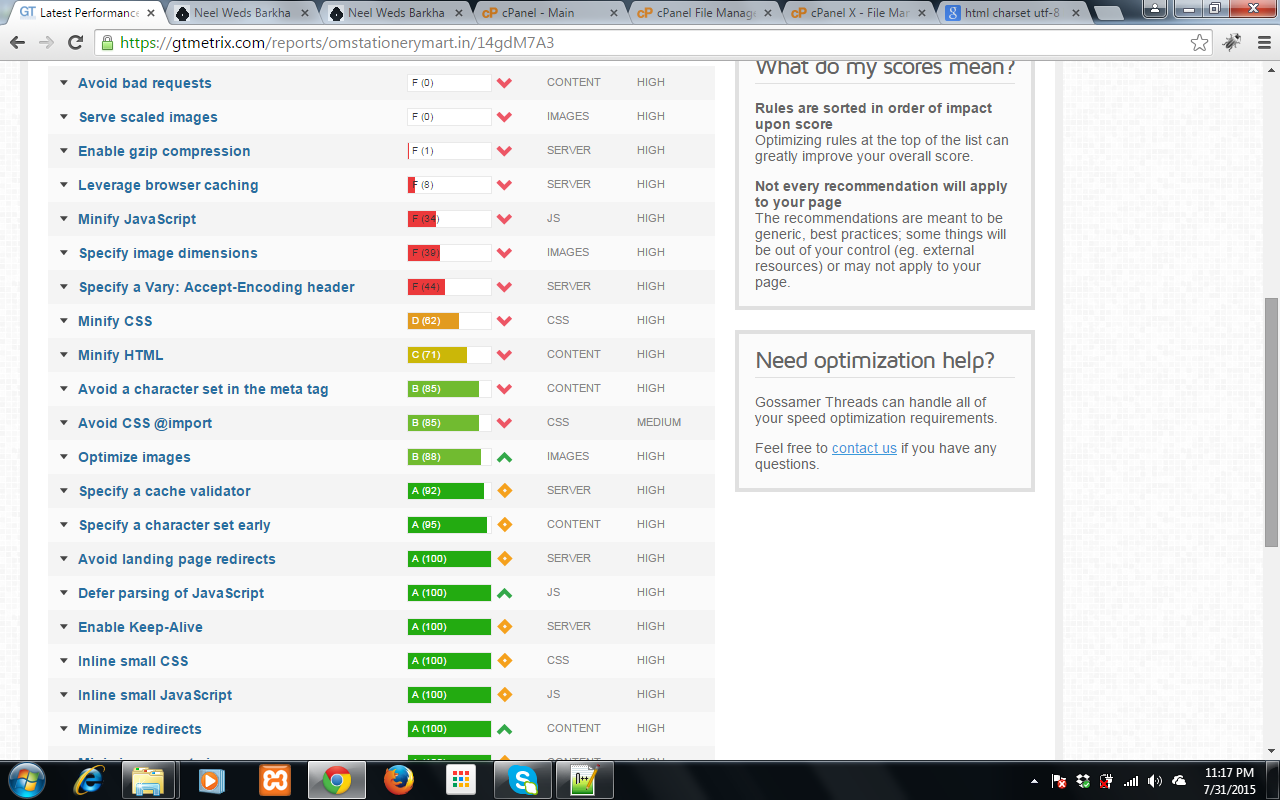 Latest Performance
Neel Weds Barkha
Neel Weds Barkha
cP cPanel - Main
cP cPanel File Manag
cP cPanel X - File Mar
html charset utf-8
https://gtmetrix.com/reports/omstationerymart.in/14gdM7A3
Avoid bad requests F (0) CONTENT HIGH
Serve scaled images F (0) IMAGES HIGH
Enable gzip compression F (1) SERVER HIGH
Leverage browser caching F (8) SERVER HIGH
Minify JavaScript F (34) JS HIGH
Specify image dimensions F (39) IMAGES HIGH
Specify a Vary: Accept-Encoding header F (44) SERVER HIGH
Minify CSS D (62) CSS HIGH
Minify HTML C (71) CONTENT HIGH
Avoid a character set in the meta tag B (85) CONTENT HIGH
Avoid CSS @import B (85) CSS MEDIUM
Optimize images B (88) IMAGES HIGH
Specify a cache validator A (92) SERVER HIGH
Specify a character set early A (95) CONTENT HIGH
Avoid landing page redirects A (100) SERVER HIGH
Defer parsing of JavaScript A (100) JS HIGH
Enable Keep-Alive A (100) SERVER HIGH
Inline small CSS A (100) CSS HIGH
Inline small JavaScript A (100) JS HIGH
Minimize redirects A (100) CONTENT HIGH
What do my scores mean?
Rules are sorted in order of impact
upon score
Optimizing rules at the top of the list can
greatly improve your overall score.
Not every recommendation will apply
to your page
The recommendations are meant to be
generic, best practices; some things will
be out of your control (eg. external
resources) or may not apply to your
page.
Need optimization help?
Gossamer Threads can handle all of
your speed optimization requirements.
Feel free to contact us if you have any
questions.
11:17 PM
7/31/2015